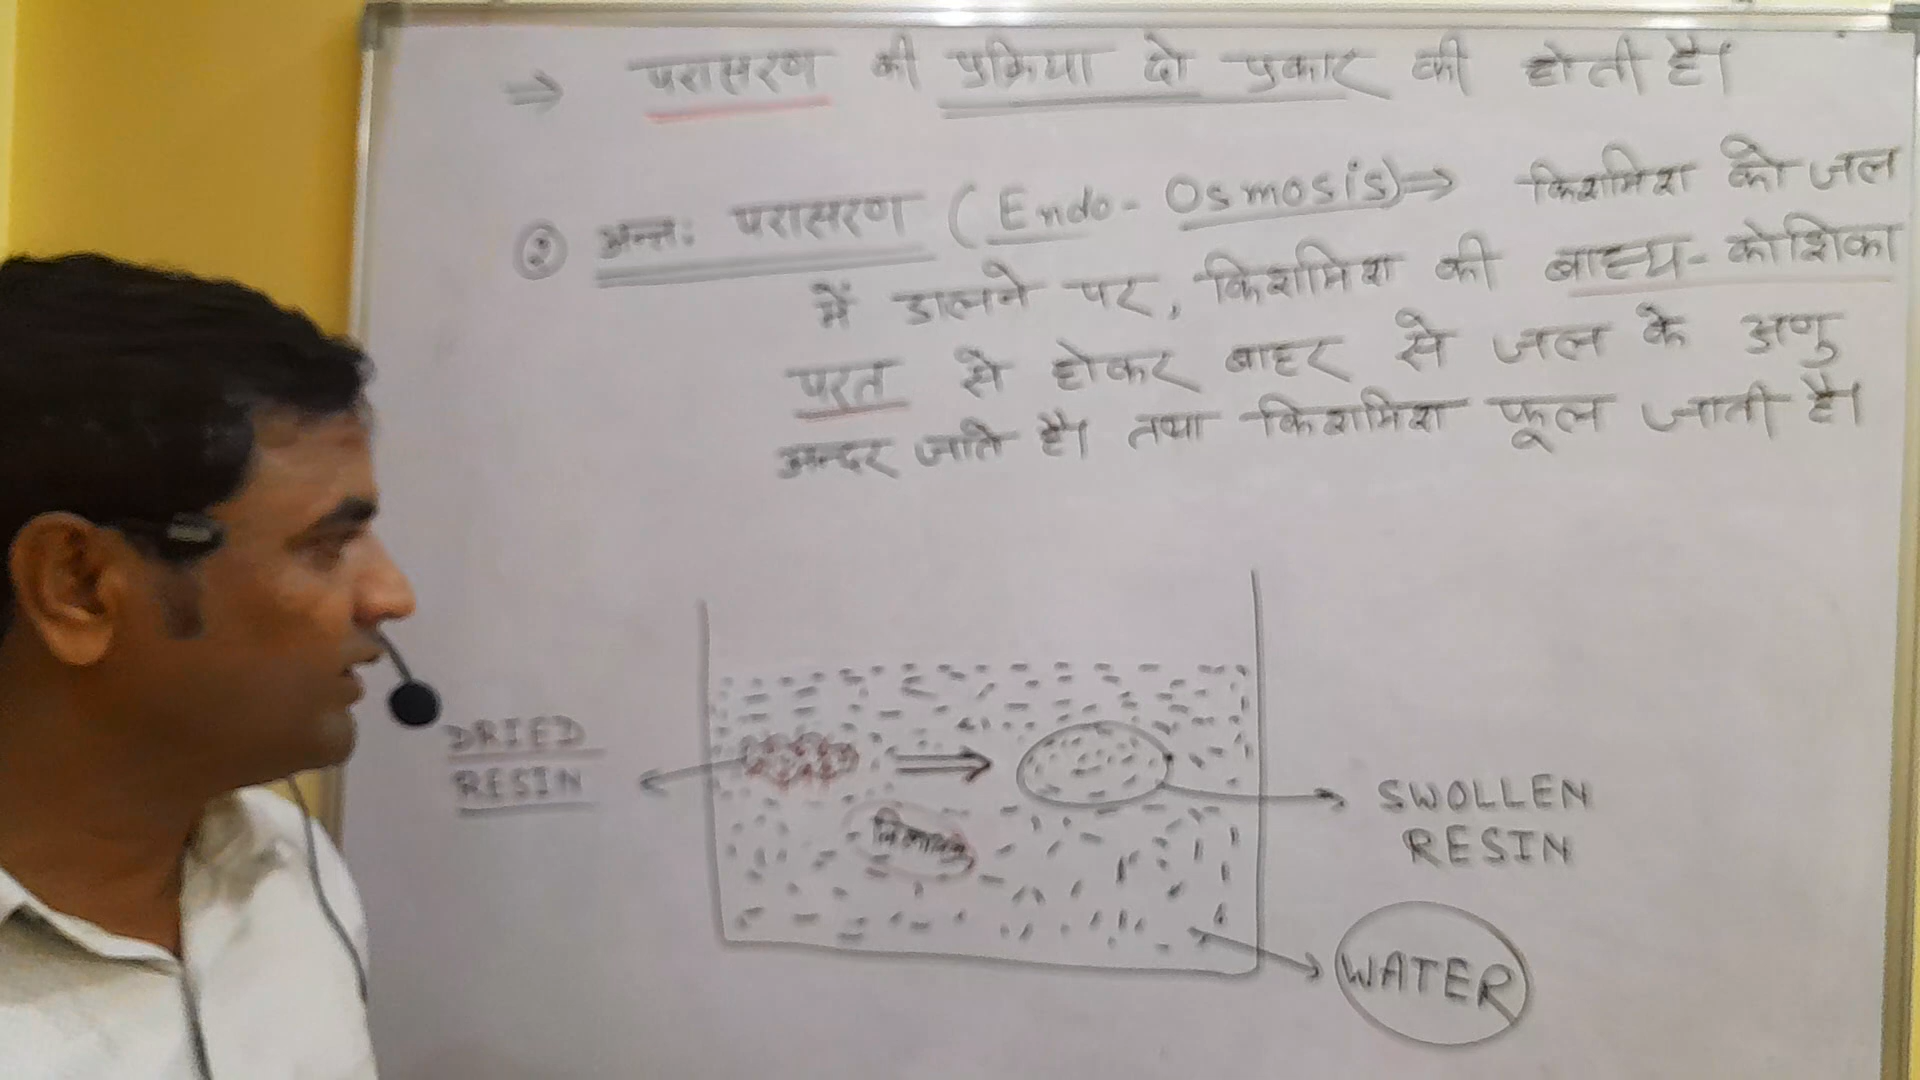 ⇒ परासरण की प्रक्रिया दो प्रकार की होती है।
② अन्त: परासरण (Endo-Osmosis)⇒ किशमिश को जल
में डालने पर, किशमिश की बाह्य-कोशिका
परत से होकर बाहर से जल के अणु
अन्दर जाते है। तथा किशमिश फूल जाती है।
DRIED
RESIN
विलायक
SWOLLEN
RESIN
WATER